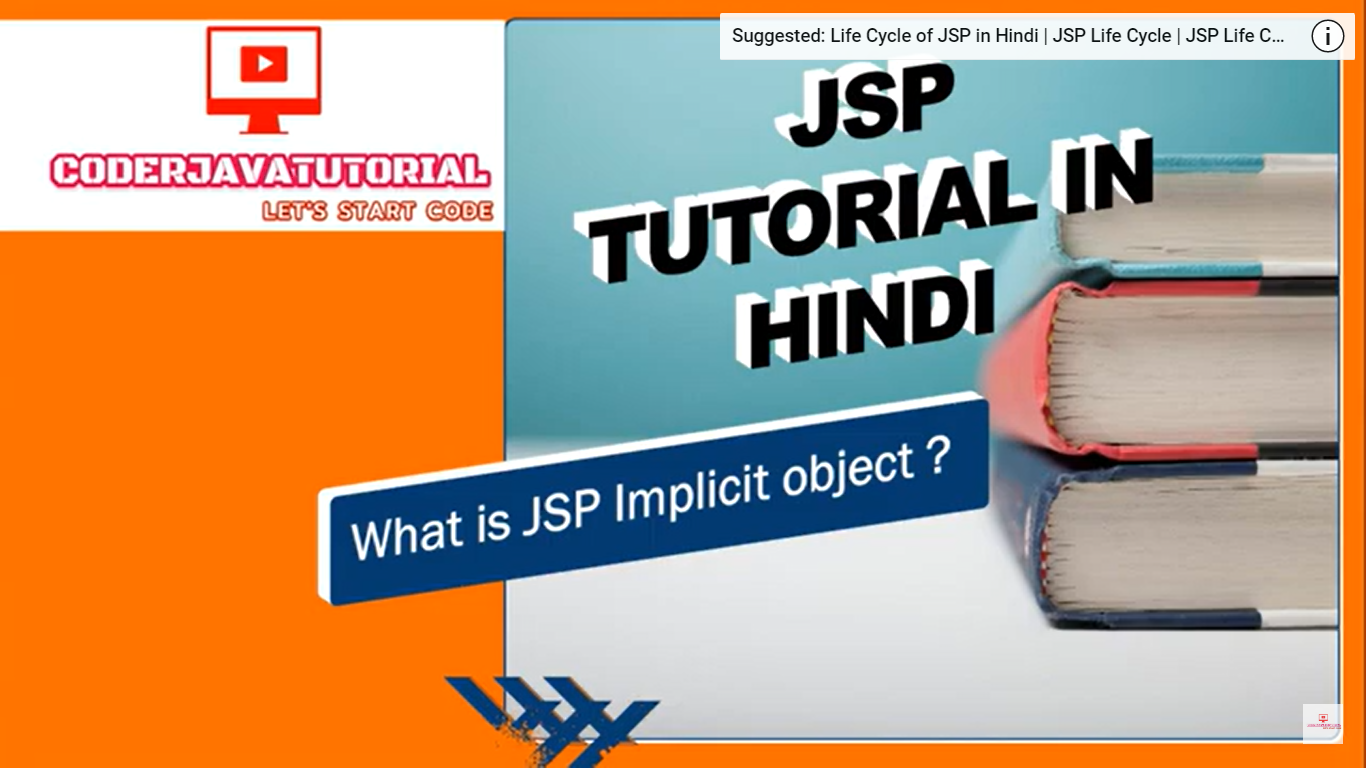 Suggested: Life Cycle of JSP in Hindi | JSP Life Cycle | JSP Life C...
CODERJAVATUTORIAL
LET'S START CODE
JSP
TUTORIAL IN
HINDI
What is JSP Implicit object ?